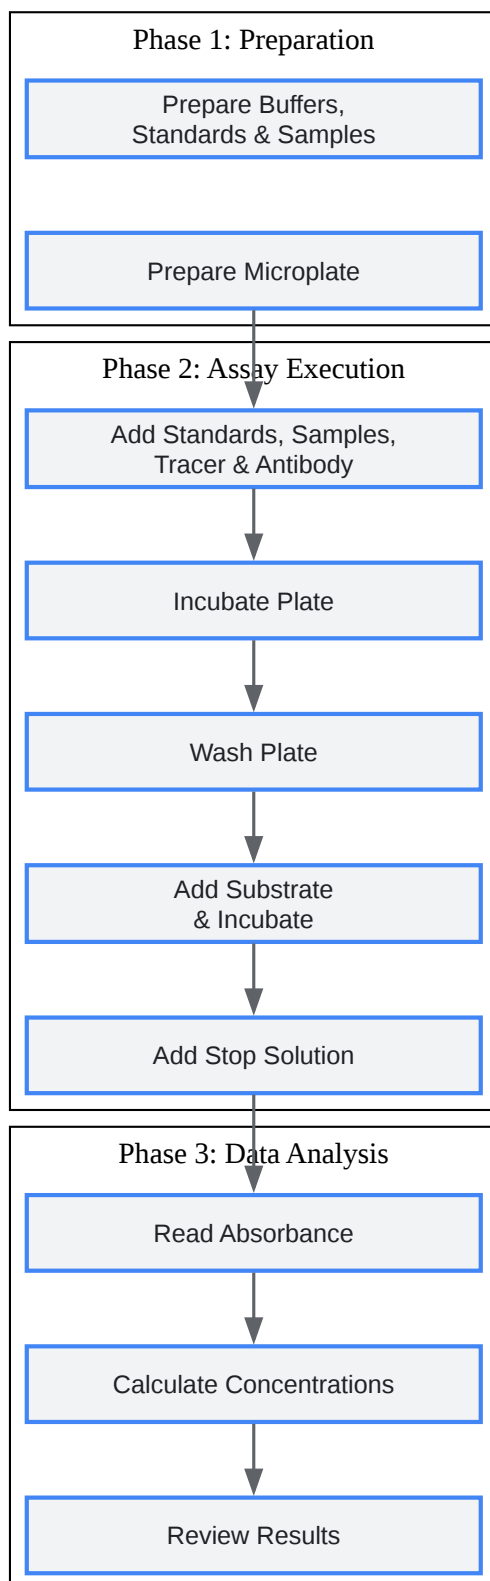 Phase 1: Preparation
Prepare Buffers,
Standards & Samples
Prepare Microplate
Phase 2: Assay Execution
Add Standards, Samples,
Tracer & Antibody
Incubate Plate
Wash Plate
Add Substrate
& Incubate
Add Stop Solution
Phase 3: Data Analysis
Read Absorbance
Calculate Concentrations
Review Results